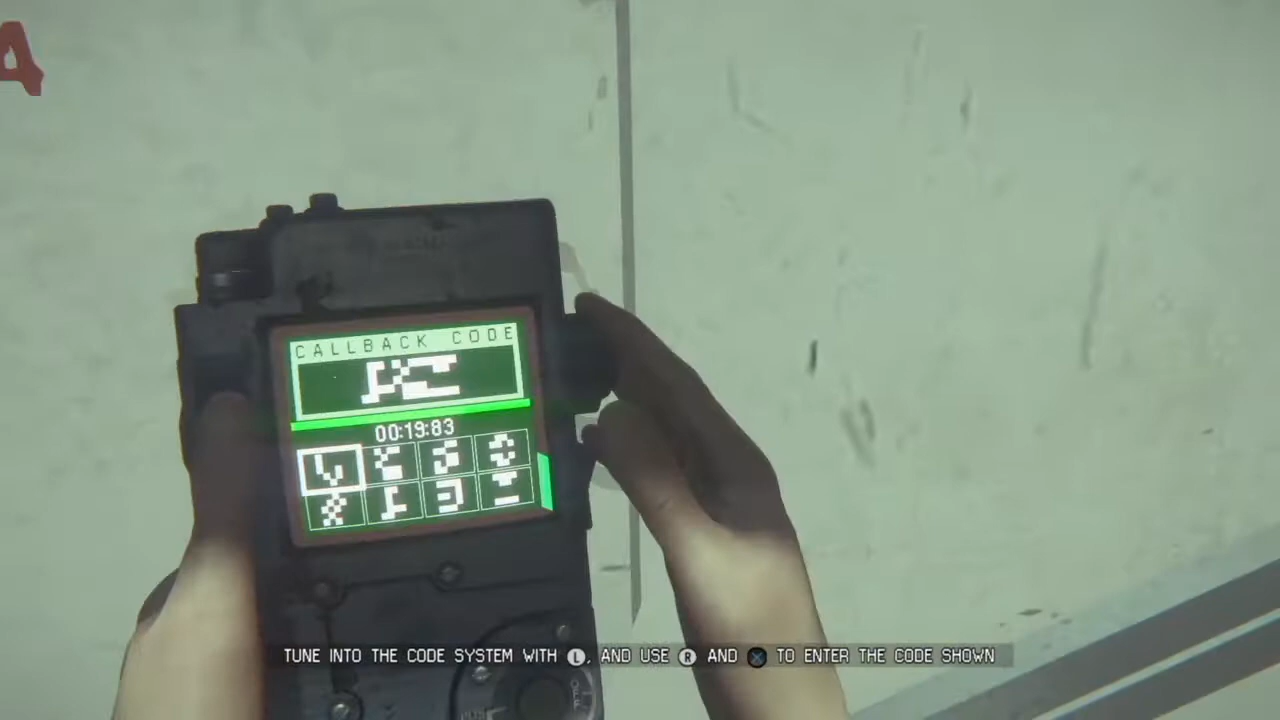 A
CALLBACK CODE
00:19:83
TUNE INTO THE CODE SYSTEM WITH L, AND USE R AND X TO ENTER THE CODE SHOWN